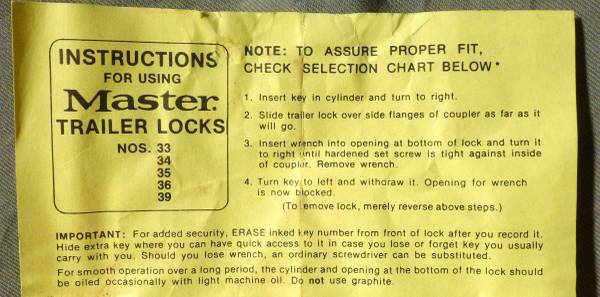 INSTRUCTIONS
FOR USING
Master.
TRAILER LOCKS
NOS. 33
34
35
36
39
NOTE: TO ASSURE PROPER FIT,
CHECK SELECTION CHART BELOW*
1. Insert key in cylinder and turn to right.
2. Slide trailer lock over side flanges of coupler as far as it
will go.
3. Insert wrench into opening at bottom of lock and turn it
to right until hardened set screw is tight against inside
of coupler. Remove wrench.
4. Turn key to left and withdraw it. Opening for wrench
is now blocked.
(To emove lock, merely reverse above steps.)
IMPORTANT: For added security, ERASE inked key number from front of lock after you record it.
Hide extra key where you can have quick access to it in case you lose or forget key you usually
carry with you. Should you lose wrench, an ordinary screwdriver can be substituted.
For smooth operation over a long period, the cylinder and opening at the bottom of the lock should
be oiled occasionally with light machine oil. Do not use graphite.